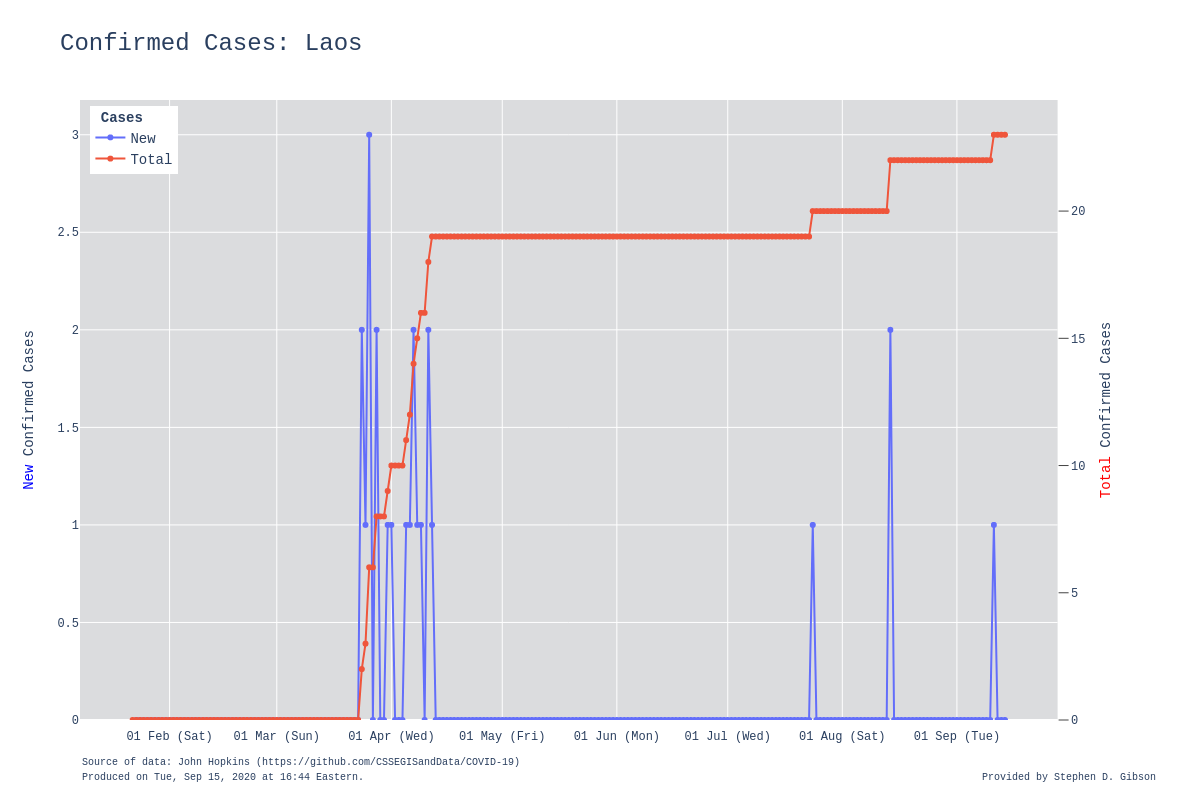 Confirmed Cases: Laos
Cases
New
Total
3
2.5
2
1.5
1
0.5
0
New Confirmed Cases
20
15
10
5
0
Total Confirmed Cases
01 Feb (Sat) 01 Mar (Sun) 01 Apr (Wed) 01 May (Fri) 01 Jun (Mon) 01 Jul (Wed) 01 Aug (Sat) 01 Sep (Tue)
Source of data: John Hopkins (https://github.com/CSSEGISandData/COVID-19)
Produced on Tue, Sep 15, 2020 at 16:44 Eastern.
Provided by Stephen D. Gibson